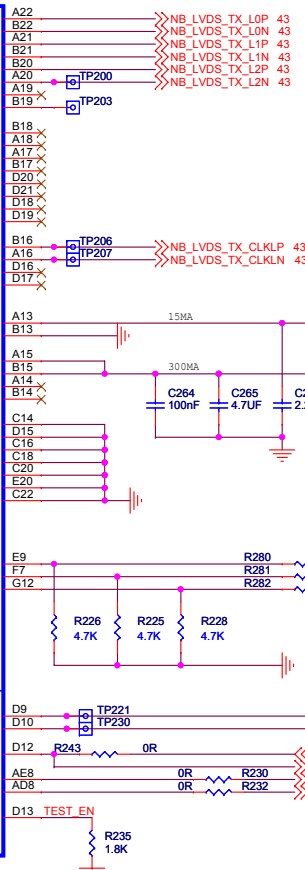 A22 NB_LVDS_TX_L0P 43
B22 NB_LVDS_TX_L0N 43
A21 NB_LVDS_TX_L1P 43
B21 NB_LVDS_TX_L1N 43
B20 NB_LVDS_TX_L2P 43
A20 TP200 NB_LVDS_TX_L2N 43
A19
B19 TP203
B18
A18
A17
B17
D20
D21
D18
D19
B16 TP206 NB_LVDS_TX_CLKLP 43
A16 TP207 NB_LVDS_TX_CLKLN 43
D16
D17
A13 15MA
B13
A15
B15 300MA
A14
B14
C264 C265
100nF 4.7UF
C14
D15
C16
C18
C20
E20
C22
E9 R280
F7 R281
G12 R282
R226 R225 R228
4.7K 4.7K 4.7K
D9 TP221
D10 TP230
D12 R243 0R
AE8 0R R230
AD8 0R R232
D13 TEST_EN
R235
1.8K